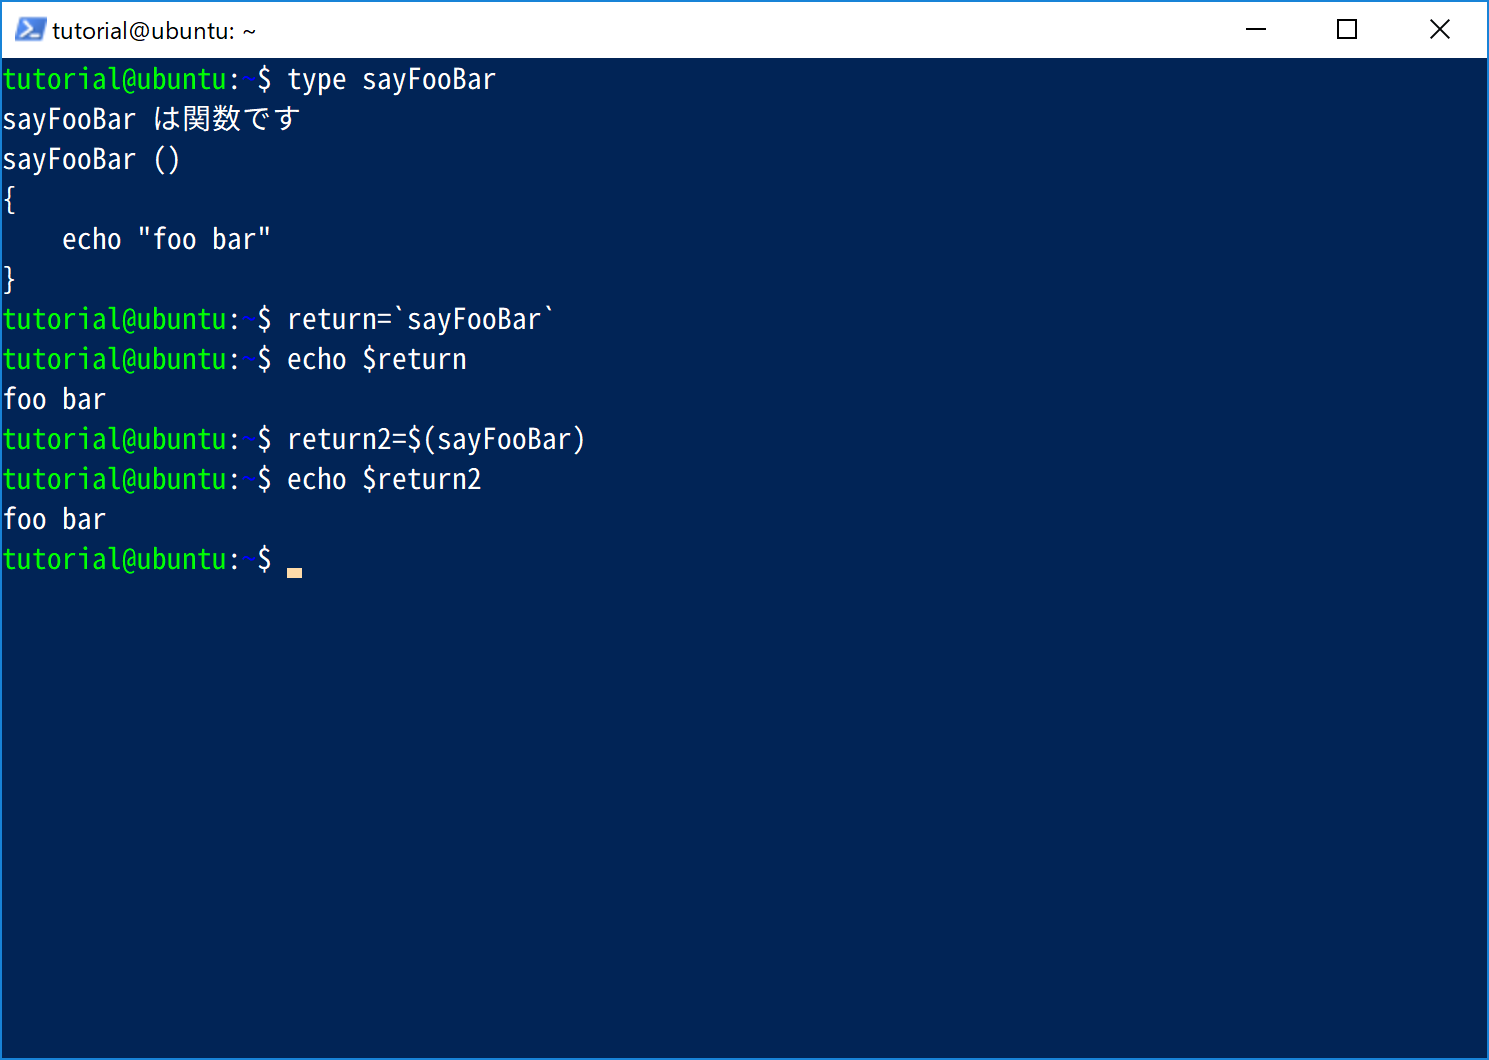 tutorial@ubuntu: ~
tutorial@ubuntu:~$ type sayFooBar
sayFooBar は関数です
sayFooBar ()
{
    echo "foo bar"
}
tutorial@ubuntu:~$ return=`sayFooBar`
tutorial@ubuntu:~$ echo $return
foo bar
tutorial@ubuntu:~$ return2=$(sayFooBar)
tutorial@ubuntu:~$ echo $return2
foo bar
tutorial@ubuntu:~$